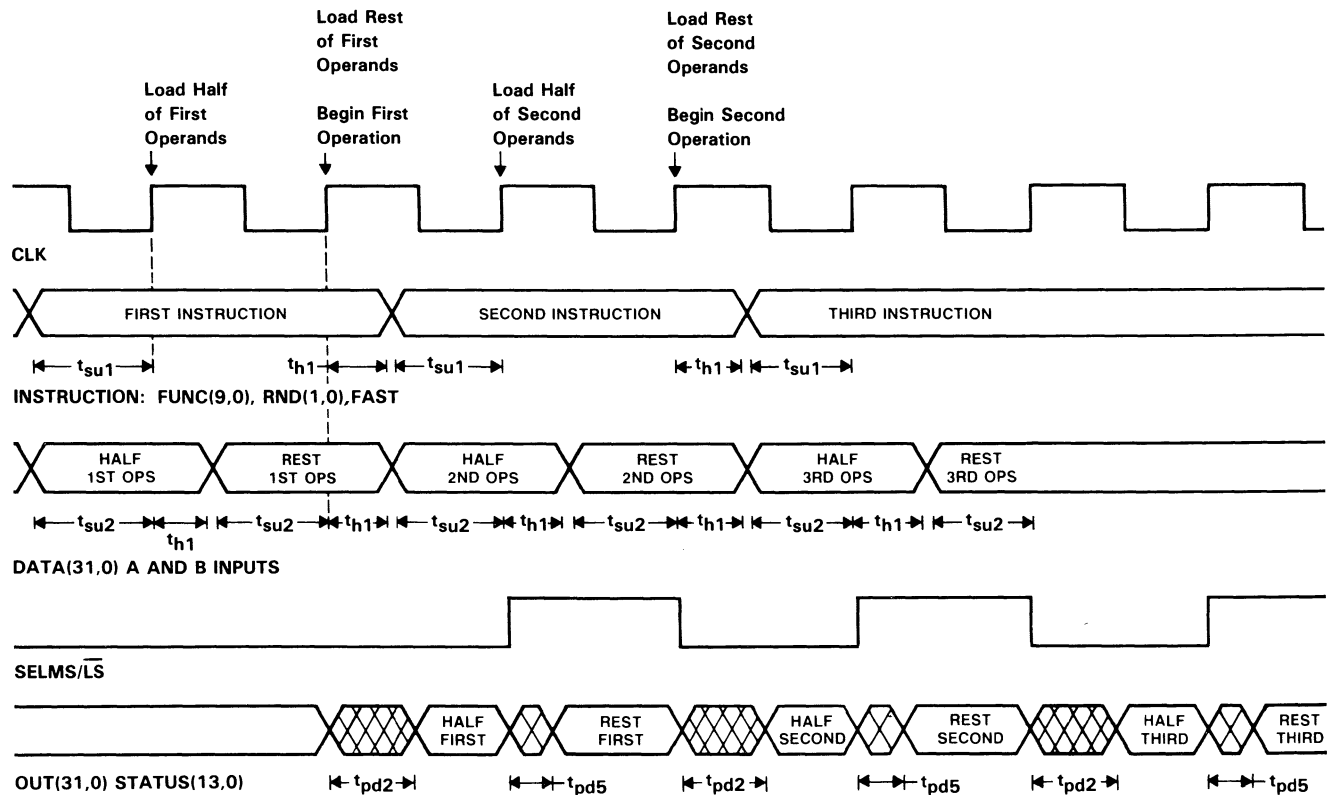 Load Half
of First
Operands
Load Rest
of First
Operands
Begin First
Operation
Load Half
of Second
Operands
Load Rest
of Second
Operands
Begin Second
Operation
CLK
FIRST INSTRUCTION
SECOND INSTRUCTION
THIRD INSTRUCTION
tsu1
th1
tsu1
th1
tsu1
INSTRUCTION: FUNC(9,0), RND(1,0),FAST
HALF
1ST OPS
REST
1ST OPS
HALF
2ND OPS
REST
2ND OPS
HALF
3RD OPS
REST
3RD OPS
tsu2
th1
tsu2
th1
tsu2
th1
tsu2
th1
tsu2
th1
tsu2
DATA(31,0) A AND B INPUTS
SELMS/L̅S̅
HALF
FIRST
REST
FIRST
HALF
SECOND
REST
SECOND
HALF
THIRD
REST
THIRD
OUT(31,0) STATUS(13,0)
tpd2
tpd5
tpd2
tpd5
tpd2
tpd5